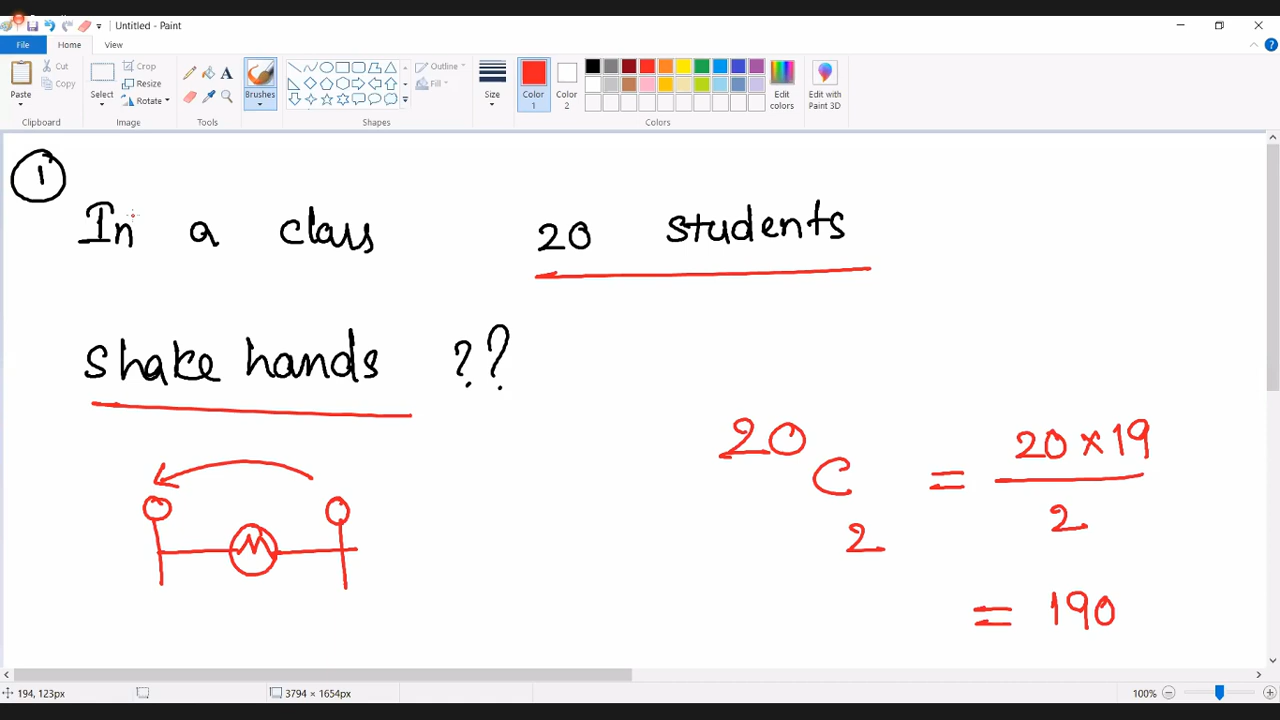 Untitled - Paint
File Home View
Cut Crop Outline
Copy Resize Fill
Paste Select Rotate Brushes Size Color 1 Color 2 Edit colors Edit with Paint 3D
Clipboard Image Tools Shapes Colors
1
In a class 20 students
shake hands ??
20 C 2 = 20 × 19 / 2
= 190
194, 123px 3794 × 1654px 100%